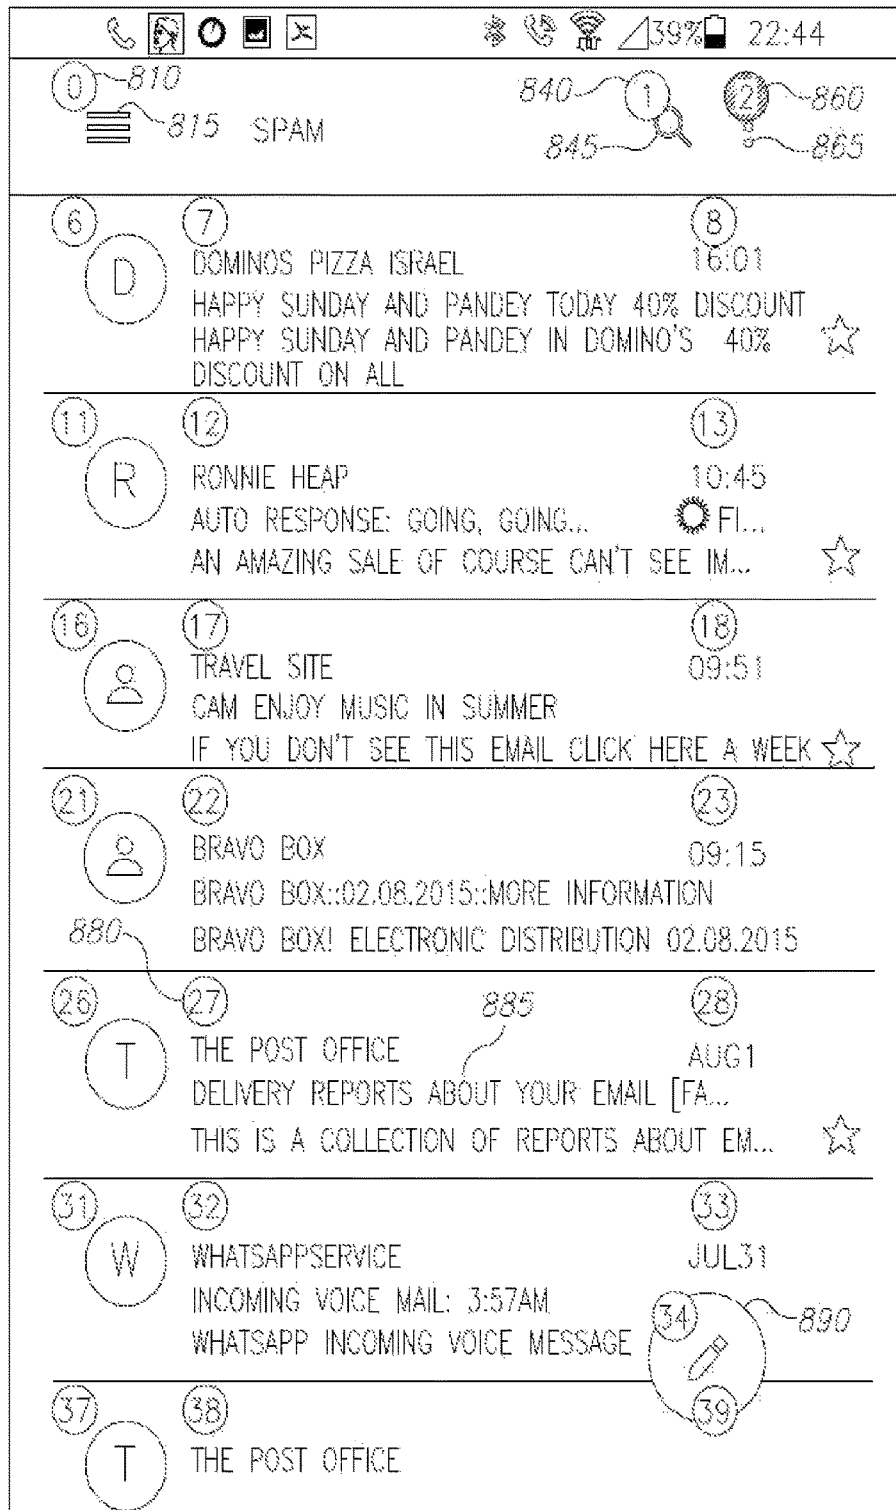 39% 22:44
0 810 840 1 2 860
815 SPAM 845 865
6 7 8
D DOMINOS PIZZA ISRAEL 16:01
HAPPY SUNDAY AND PANDEY TODAY 40% DISCOUNT
HAPPY SUNDAY AND PANDEY IN DOMINO'S 40%
DISCOUNT ON ALL
11 12 13
R RONNIE HEAP 10:45
AUTO RESPONSE: GOING, GOING... FI...
AN AMAZING SALE OF COURSE CAN'T SEE IM...
16 17 18
TRAVEL SITE 09:51
CAM ENJOY MUSIC IN SUMMER
IF YOU DON'T SEE THIS EMAIL CLICK HERE A WEEK
21 22 23
BRAVO BOX 09:15
BRAVO BOX::02.08.2015::MORE INFORMATION
880 BRAVO BOX! ELECTRONIC DISTRIBUTION 02.08.2015
26 27 885 28
T THE POST OFFICE AUG1
DELIVERY REPORTS ABOUT YOUR EMAIL [FA...
THIS IS A COLLECTION OF REPORTS ABOUT EM...
31 32 33
W WHATSAPPSERVICE JUL31
INCOMING VOICE MAIL: 3:57AM
34 890
WHATSAPP INCOMING VOICE MESSAGE
37 38 39
T THE POST OFFICE